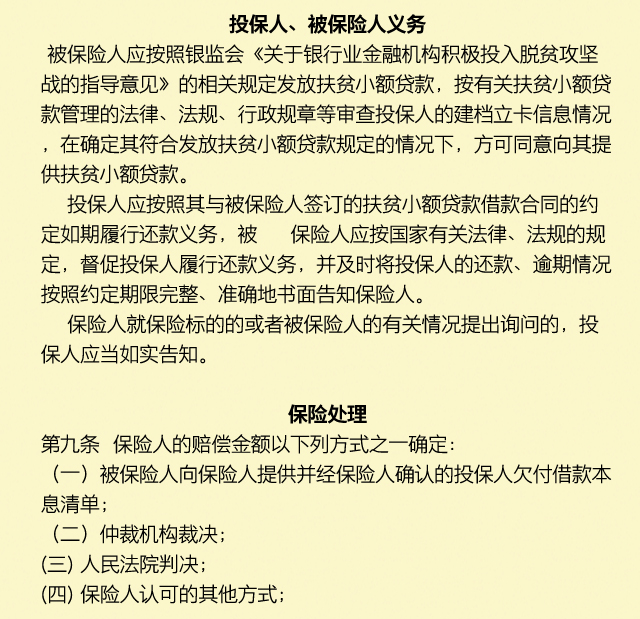 投保人、被保险人义务
被保险人应按照银监会《关于银行业金融机构积极投入脱贫攻坚
战的指导意见》的相关规定发放扶贫小额贷款，按有关扶贫小额贷
款管理的法律、法规、行政规章等审查投保人的建档立卡信息情况
，在确定其符合发放扶贫小额贷款规定的情况下，方可同意向其提
供扶贫小额贷款。
投保人应按照其与被保险人签订的扶贫小额贷款借款合同的约
定如期履行还款义务，被　　保险人应按国家有关法律、法规的规
定，督促投保人履行还款义务，并及时将投保人的还款、逾期情况
按照约定期限完整、准确地书面告知保险人。
保险人就保险标的的或者被保险人的有关情况提出询问的，投
保人应当如实告知。
保险处理
第九条 保险人的赔偿金额以下列方式之一确定：
（一）被保险人向保险人提供并经保险人确认的投保人欠付借款本
息清单；
（二）仲裁机构裁决；
(三) 人民法院判决；
(四) 保险人认可的其他方式；